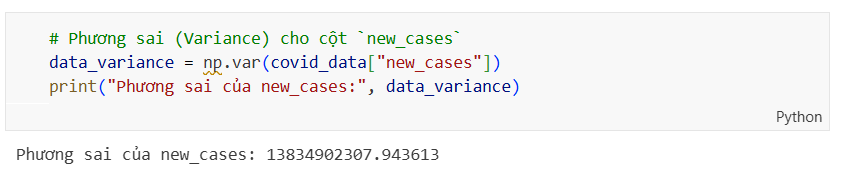 # Phương sai (Variance) cho cột `new_cases`
data_variance = np.var(covid_data["new_cases"])
print("Phương sai của new_cases:", data_variance)
Python
Phương sai của new_cases: 13834902307.943613